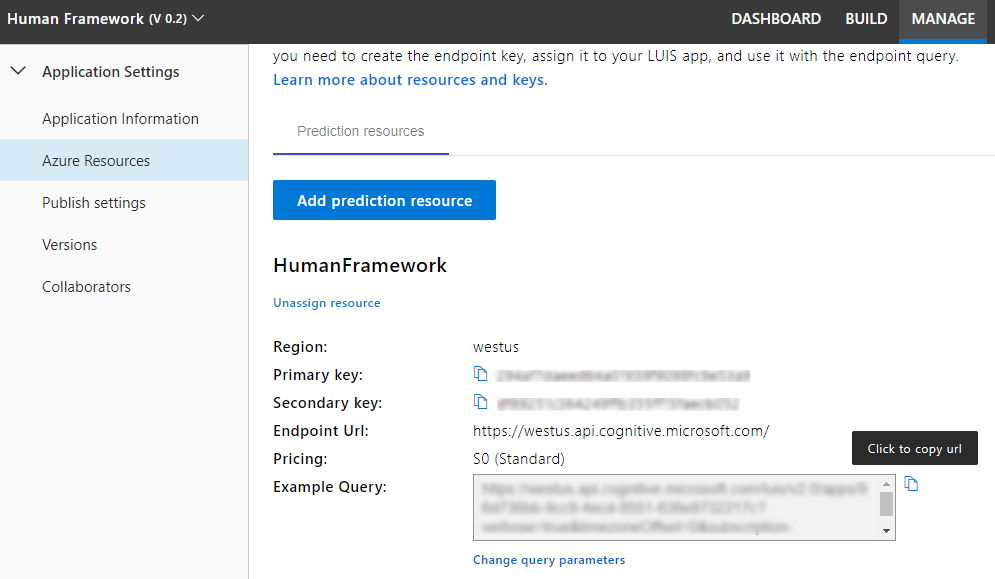 Human Framework (V 0.2)
DASHBOARD BUILD MANAGE
Application Settings
Application Information
Azure Resources
Publish settings
Versions
Collaborators
you need to create the endpoint key, assign it to your LUIS app, and use it with the endpoint query.
Learn more about resources and keys.
Prediction resources
Add prediction resource
HumanFramework
Unassign resource
Region: westus
Primary key:
Secondary key:
Endpoint Url: https://westus.api.cognitive.microsoft.com/
Pricing: S0 (Standard)
Click to copy url
Example Query:
Change query parameters